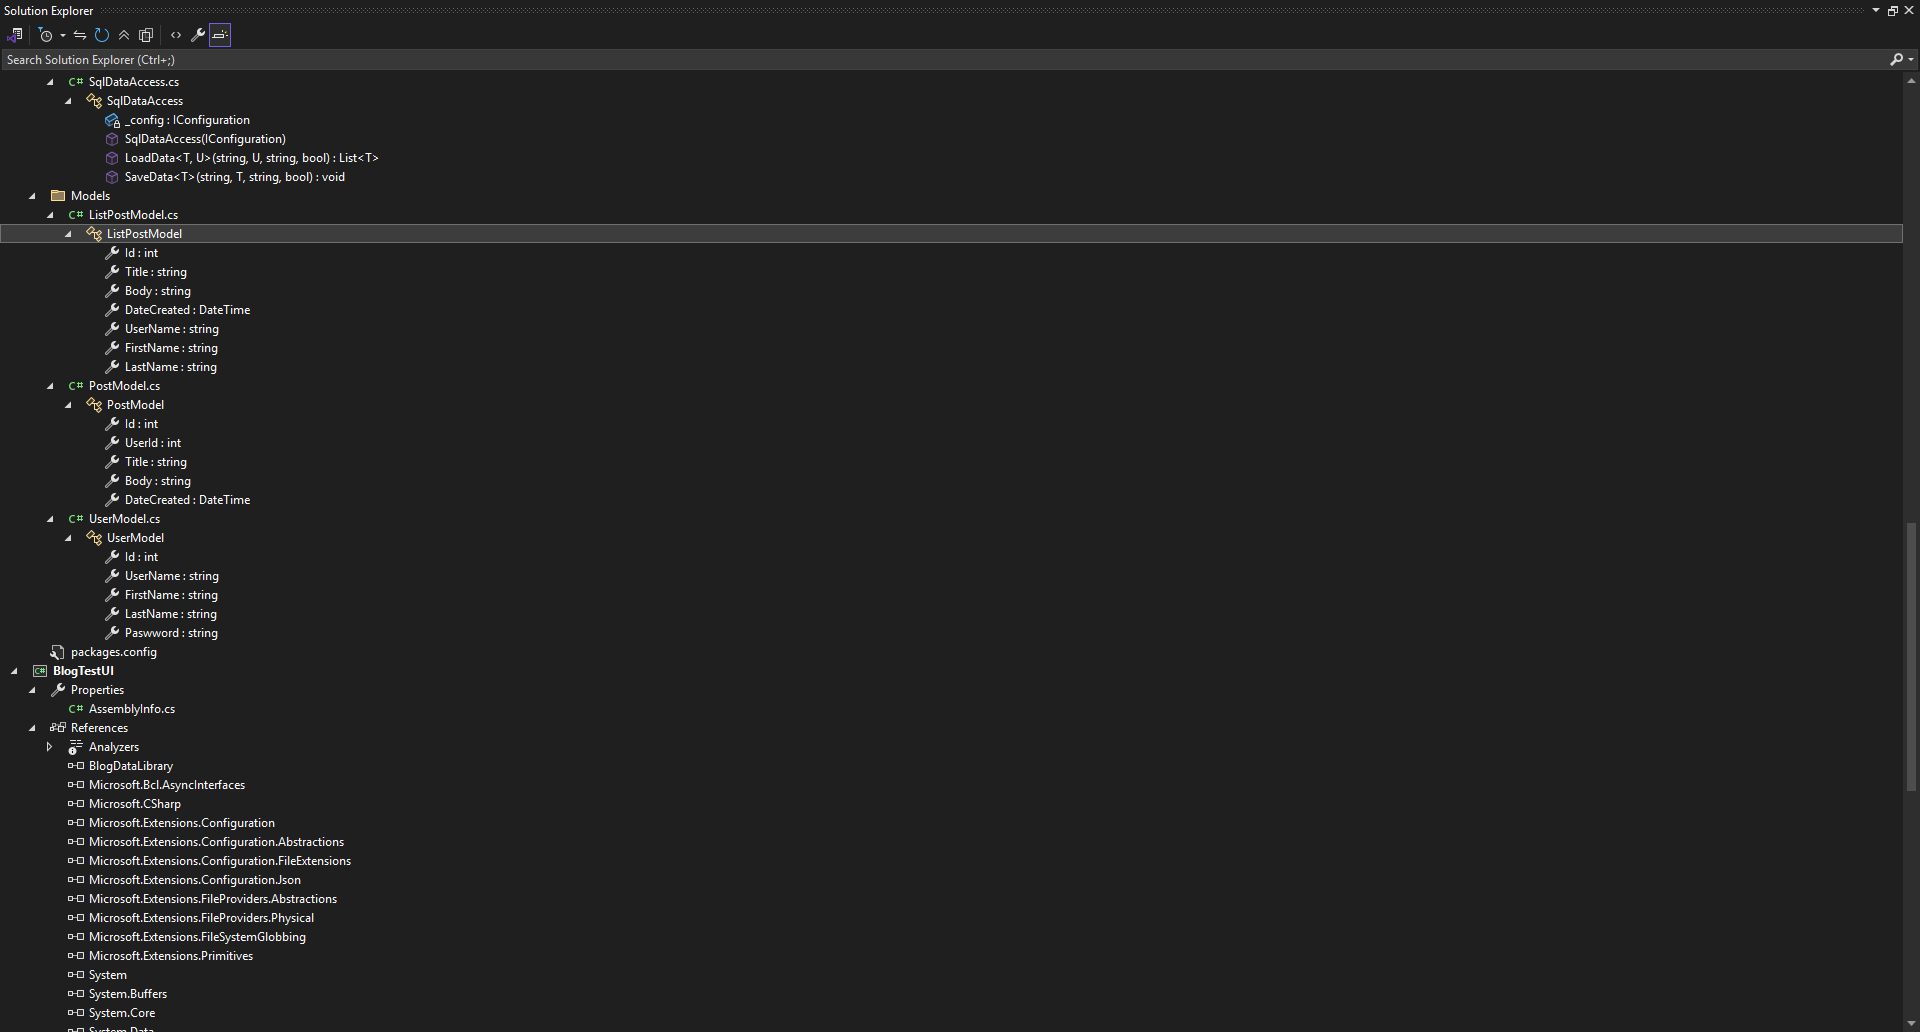 Solution Explorer
Search Solution Explorer (Ctrl+;)
C# SqlDataAccess.cs
SqlDataAccess
_config : IConfiguration
SqlDataAccess(IConfiguration)
LoadData<T, U>(string, U, string, bool) : List<T>
SaveData<T>(string, T, string, bool) : void
Models
C# ListPostModel.cs
ListPostModel
Id : int
Title : string
Body : string
DateCreated : DateTime
UserName : string
FirstName : string
LastName : string
C# PostModel.cs
PostModel
Id : int
UserId : int
Title : string
Body : string
DateCreated : DateTime
C# UserModel.cs
UserModel
Id : int
UserName : string
FirstName : string
LastName : string
Paswword : string
packages.config
C# BlogTestUI
Properties
C# AssemblyInfo.cs
References
Analyzers
BlogDataLibrary
Microsoft.Bcl.AsyncInterfaces
Microsoft.CSharp
Microsoft.Extensions.Configuration
Microsoft.Extensions.Configuration.Abstractions
Microsoft.Extensions.Configuration.FileExtensions
Microsoft.Extensions.Configuration.Json
Microsoft.Extensions.FileProviders.Abstractions
Microsoft.Extensions.FileProviders.Physical
Microsoft.Extensions.FileSystemGlobbing
Microsoft.Extensions.Primitives
System
System.Buffers
System.Core
System.Data